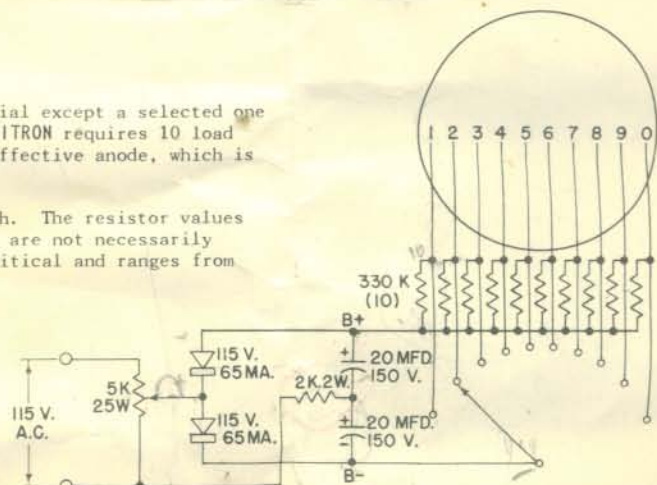 ial except a selected one
ITRON requires 10 load
ffective anode, which is
h. The resistor values
are not necessarily
itical and ranges from
1 2 3 4 5 6 7 8 9 0
330 K
(10)
B+
115 V.
65 MA.
20 MFD.
150 V.
5K
25W
2K.2W.
115 V.
A.C.
115 V.
65 MA.
20 MFD.
150 V.
B-